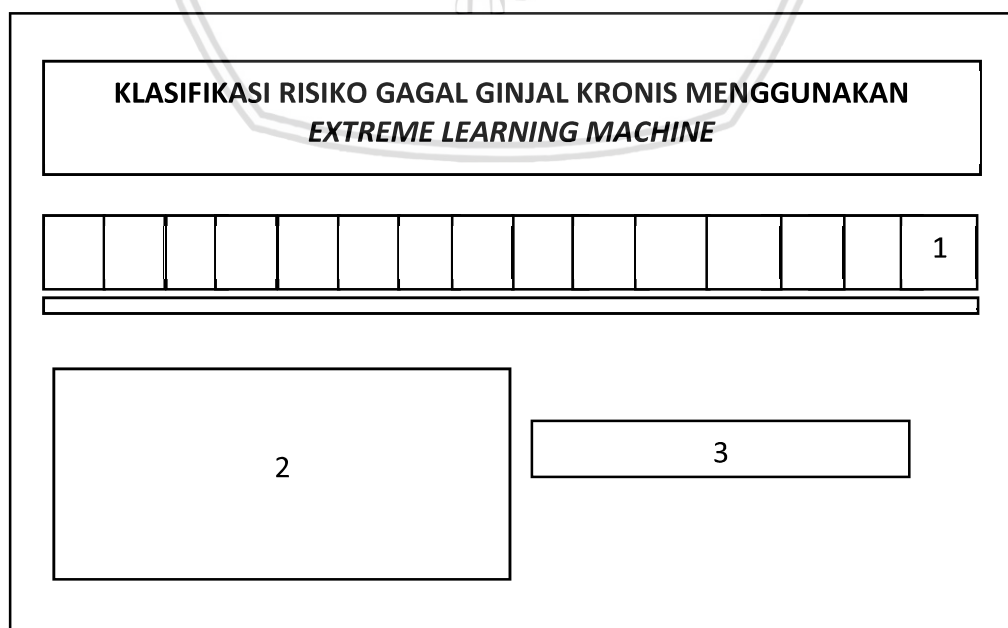 KLASIFIKASI RISIKO GAGAL GINJAL KRONIS MENGGUNAKAN
EXTREME LEARNING MACHINE
1
2
3